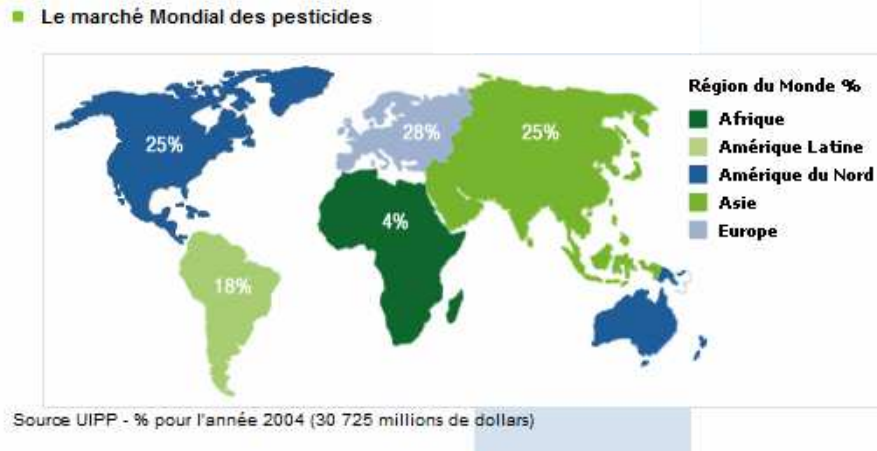 Le marché Mondial des pesticides
Région du Monde %
Afrique
Amérique Latine
Amérique du Nord
Asie
Europe
25%
28%
25%
4%
18%
Source UIPP - % pour l'année 2004 (30 725 millions de dollars)